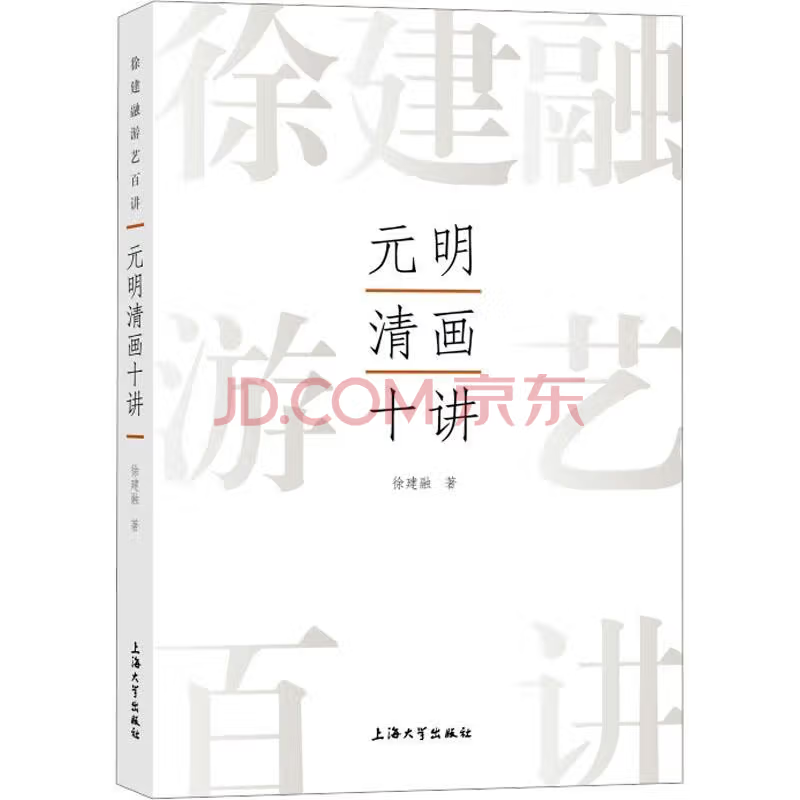 徐建融
游艺
百讲
元明
清画
十讲
徐建融 著
上海大学出版社
徐建融游艺百讲
元明清画十讲
徐建融 著
上海大学出版社
JD.COM京东